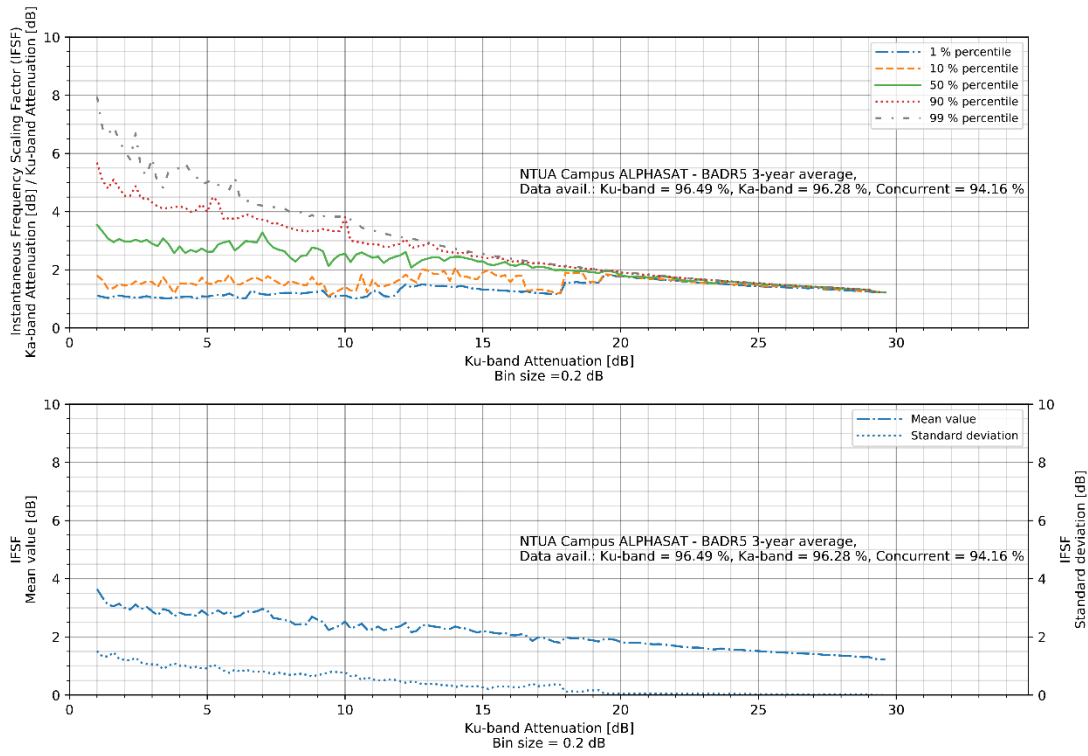 Instantaneous Frequency Scaling Factor (IFSF)
Ka-band Attenuation [dB] / Ku-band Attenuation [dB]
10
8
6
4
2
0
1 % percentile
10 % percentile
50 % percentile
90 % percentile
99 % percentile
NTUA Campus ALPHASAT - BADR5 3-year average,
Data avail.: Ku-band = 96.49 %, Ka-band = 96.28 %, Concurrent = 94.16 %
0 5 10 15 20 25 30
Ku-band Attenuation [dB]
Bin size =0.2 dB
IFSF
Mean value [dB]
10
8
6
4
2
0
Mean value
Standard deviation
NTUA Campus ALPHASAT - BADR5 3-year average,
Data avail.: Ku-band = 96.49 %, Ka-band = 96.28 %, Concurrent = 94.16 %
10
8
6
4
2
0
IFSF
Standard deviation [dB]
0 5 10 15 20 25 30
Ku-band Attenuation [dB]
Bin size = 0.2 dB